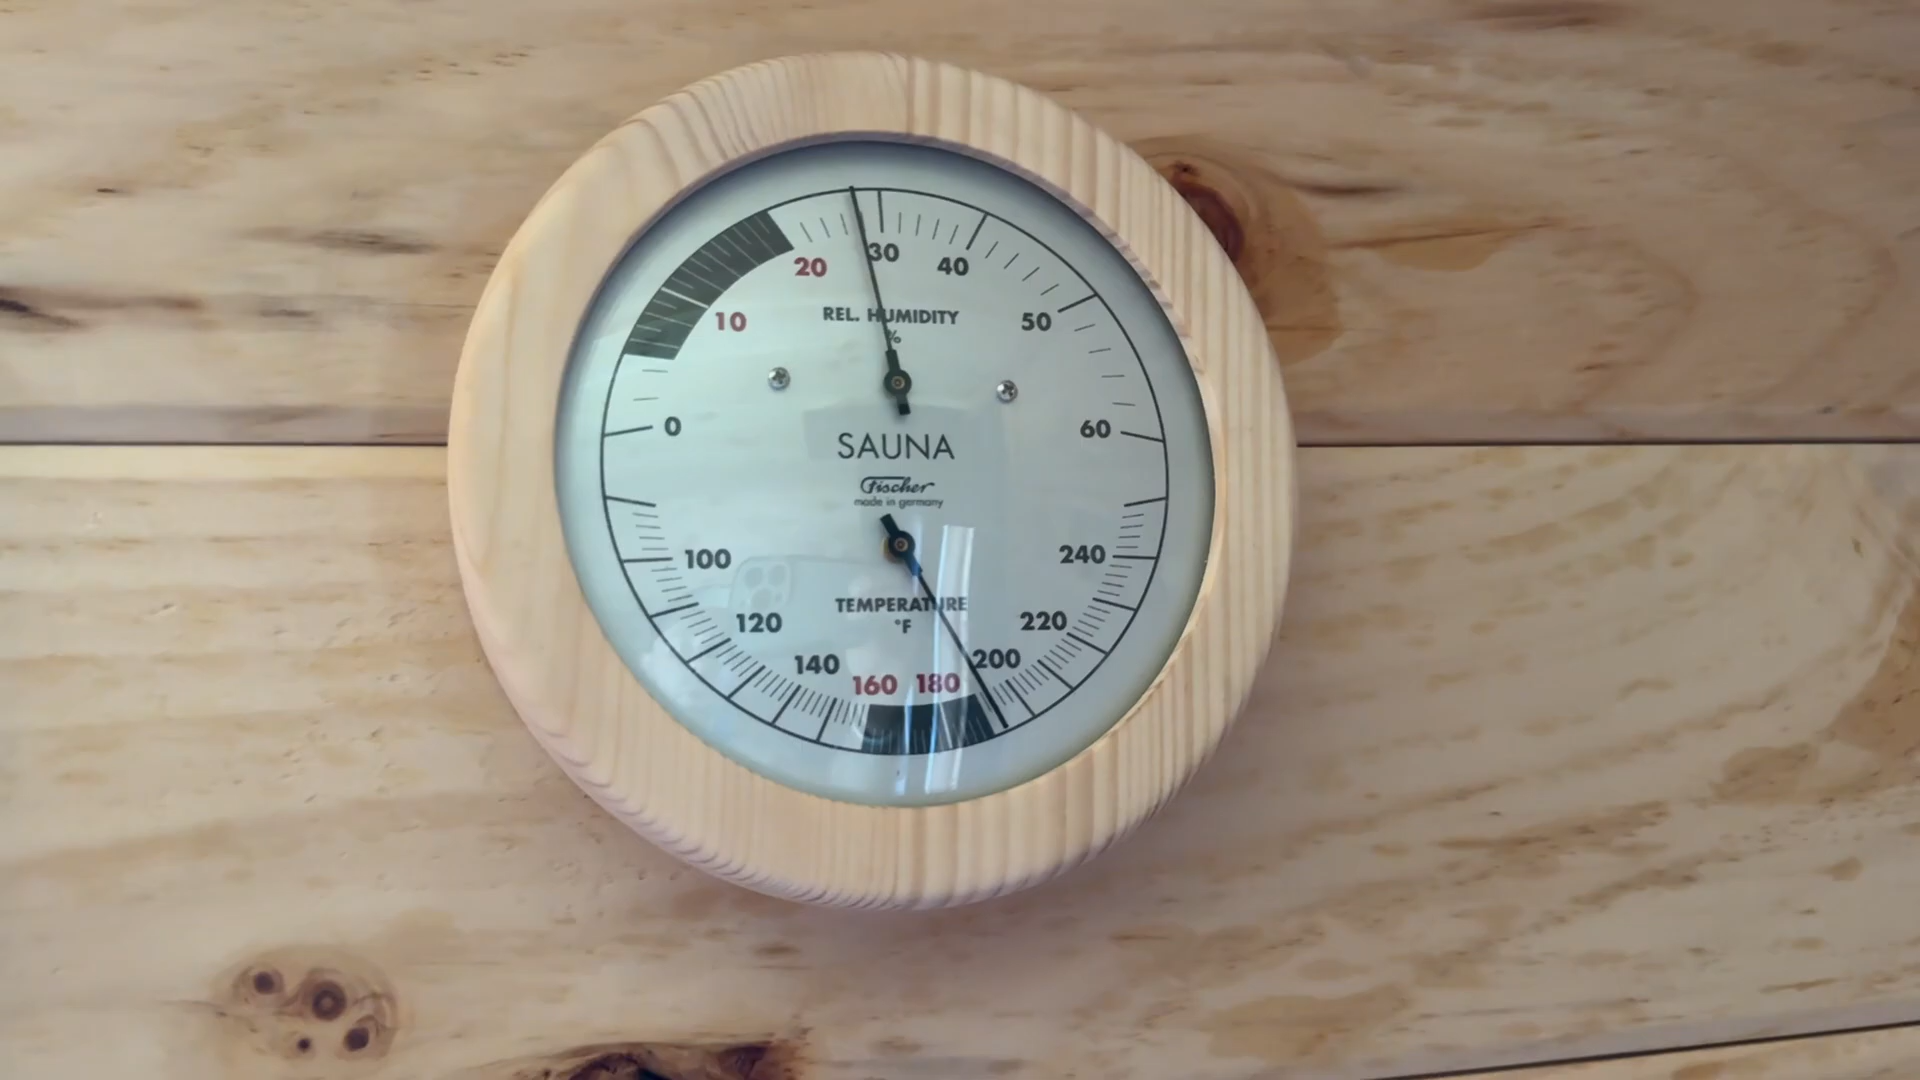 20 30 40
10 REL. HUMIDITY 50
%
0 SAUNA 60
Fischer
made in germany
100 240
TEMPERATURE
120 °F 220
140 160 180 200